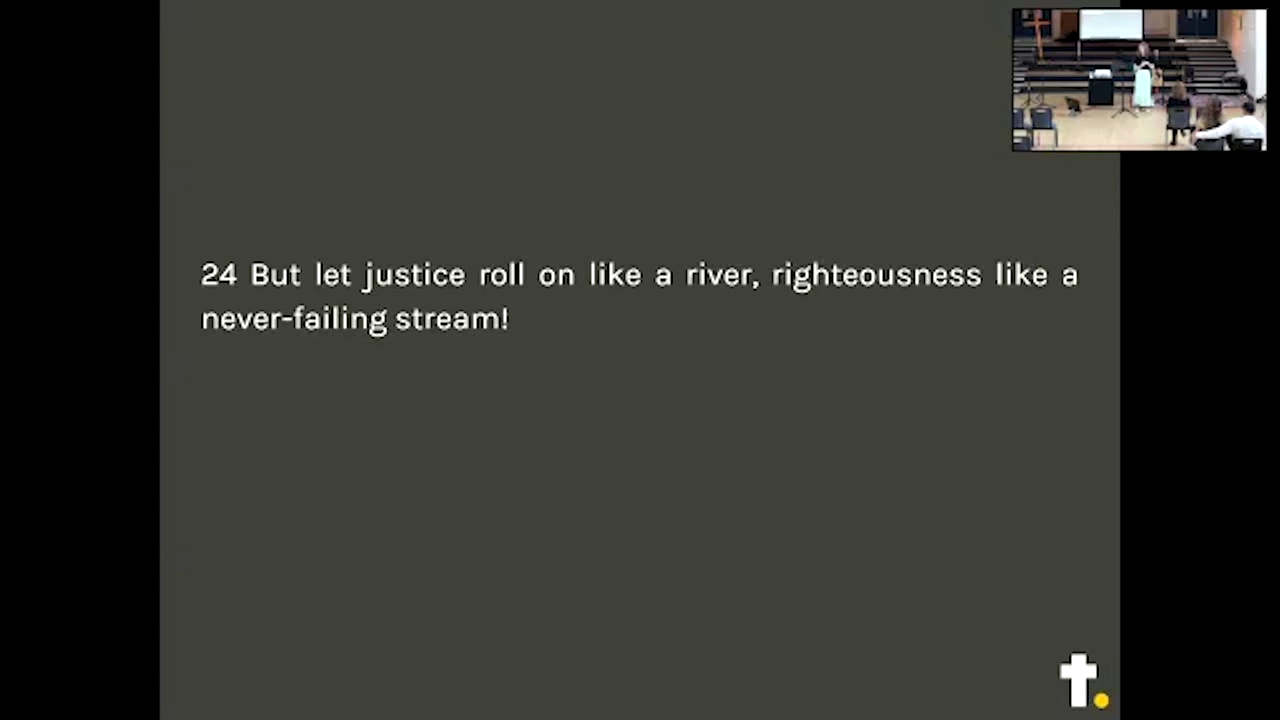 24 But let justice roll on like a river, righteousness like a
never-failing stream!